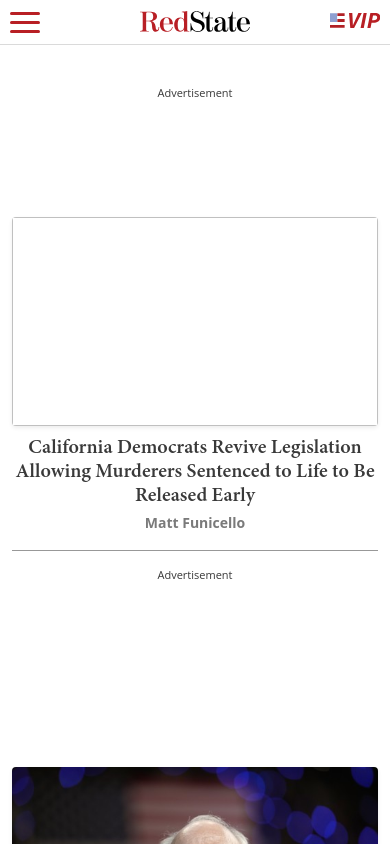 RedState
VIP
Advertisement
California Democrats Revive Legislation
Allowing Murderers Sentenced to Life to Be
Released Early
Matt Funicello
Advertisement